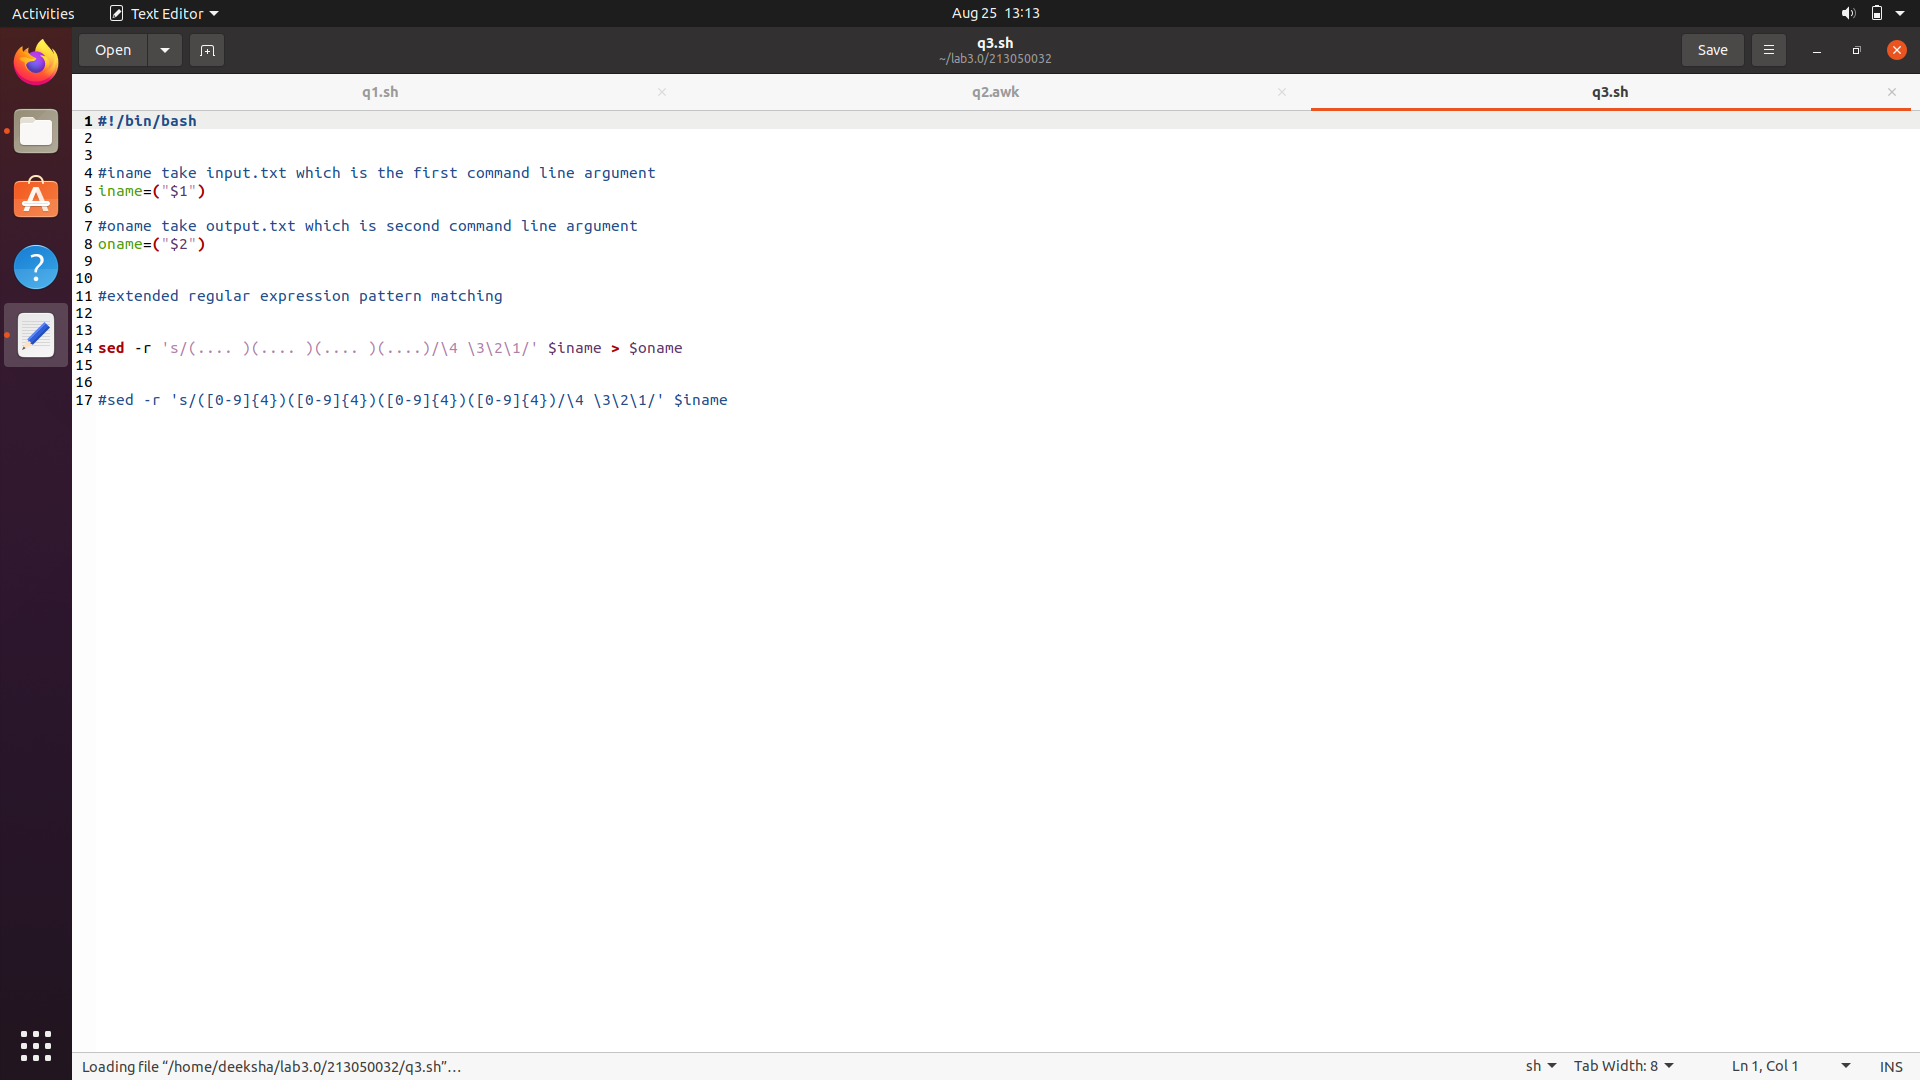 Activities Text Editor Aug 25 13:13
Open q3.sh Save
~/lab3.0/213050032
q1.sh q2.awk q3.sh
1 #!/bin/bash
2
3
4 #iname take input.txt which is the first command line argument
5 iname=("$1")
6
7 #oname take output.txt which is second command line argument
8 oname=("$2")
9
10
11 #extended regular expression pattern matching
12
13
14 sed -r 's/(.... )(.... )(.... )(....)/\4 \3\2\1/' $iname > $oname
15
16
17 #sed -r 's/([0-9]{4})([0-9]{4})([0-9]{4})([0-9]{4})/\4 \3\2\1/' $iname
Loading file “/home/deeksha/lab3.0/213050032/q3.sh”… sh Tab Width: 8 Ln 1, Col 1 INS